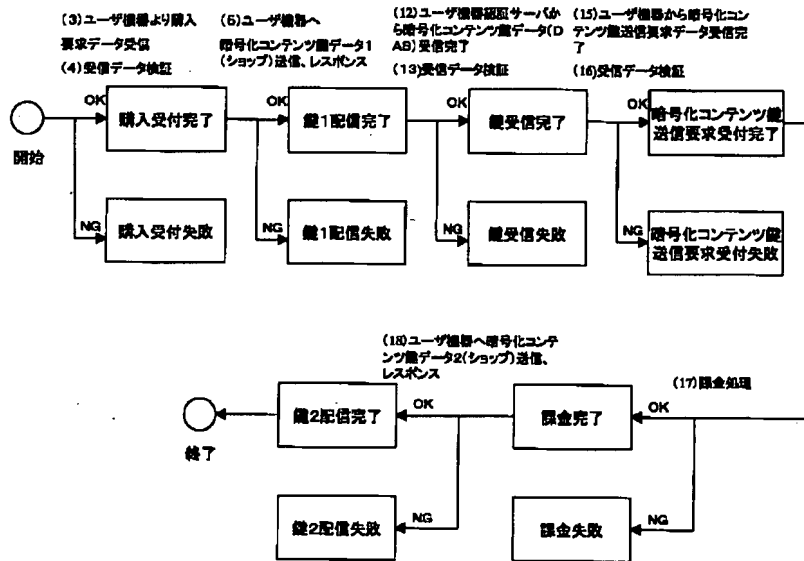 (3)ユーザ機器より購入
要求データ受信
(4)受信データ検証
(6)ユーザ機器へ
暗号化コンテンツ鍵データ1
(ショップ)送信、レスポンス
(12)ユーザ機器認証サーバか
ら暗号化コンテンツ鍵データ(D
AS)受信完了
(13)受信データ検証
(15)ユーザ機器から暗号化コン
テンツ鍵送信要求データ受信完
了
(16)受信データ検証
開始
OK
購入受付完了
OK
鍵1配信完了
OK
鍵受信完了
OK
暗号化コンテンツ鍵
送信要求受付完了
NG
購入受付失敗
NG
鍵1配信失敗
NG
鍵受信失敗
NG
暗号化コンテンツ鍵
送信要求受付失敗
(18)ユーザ機器へ暗号化コンテ
ンツ鍵データ2(ショップ)送信、
レスポンス
(17)課金処理
終了
鍵2配信完了
OK
課金完了
OK
鍵2配信失敗
NG
課金失敗
NG